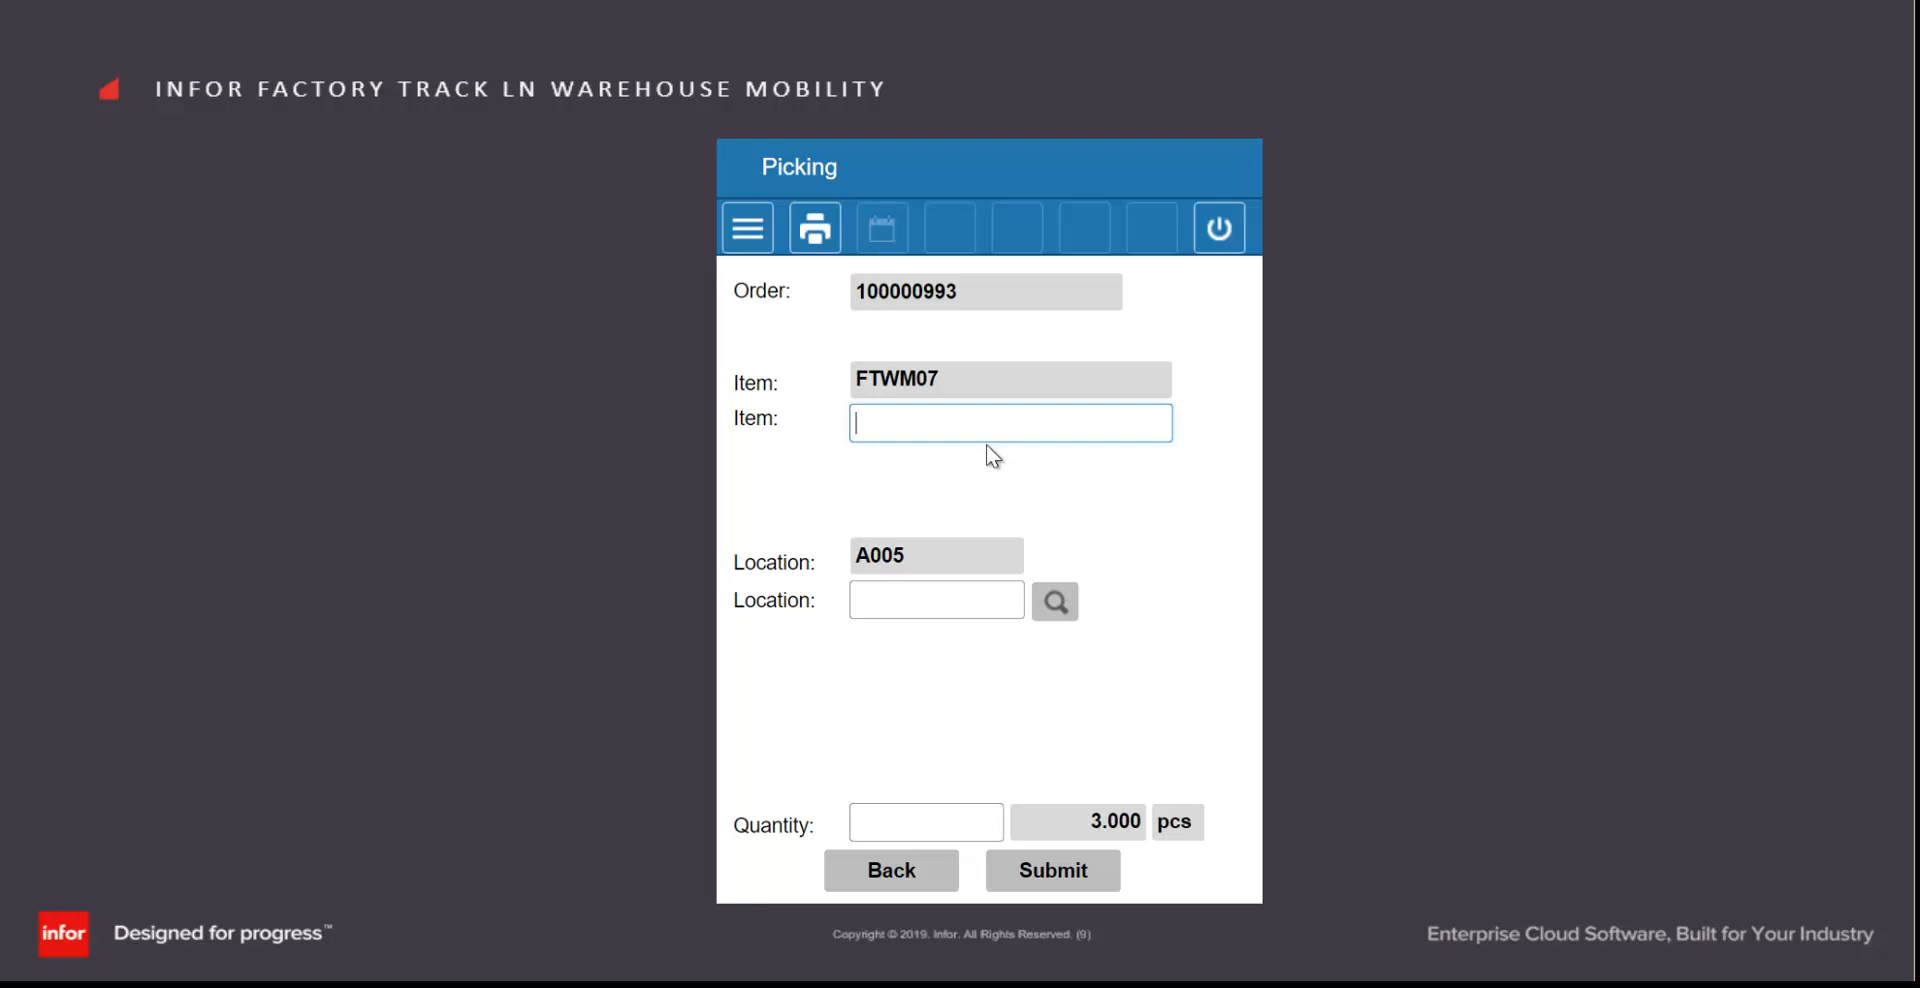 INFOR FACTORY TRACK LN WAREHOUSE MOBILITY
Picking
Order: 100000993
Item: FTWM07
Item:
Location: A005
Location:
Quantity: 3.000 pcs
Back Submit
infor Designed for progress™ Copyright © 2019. Infor. All Rights Reserved. (9) Enterprise Cloud Software, Built for Your Industry